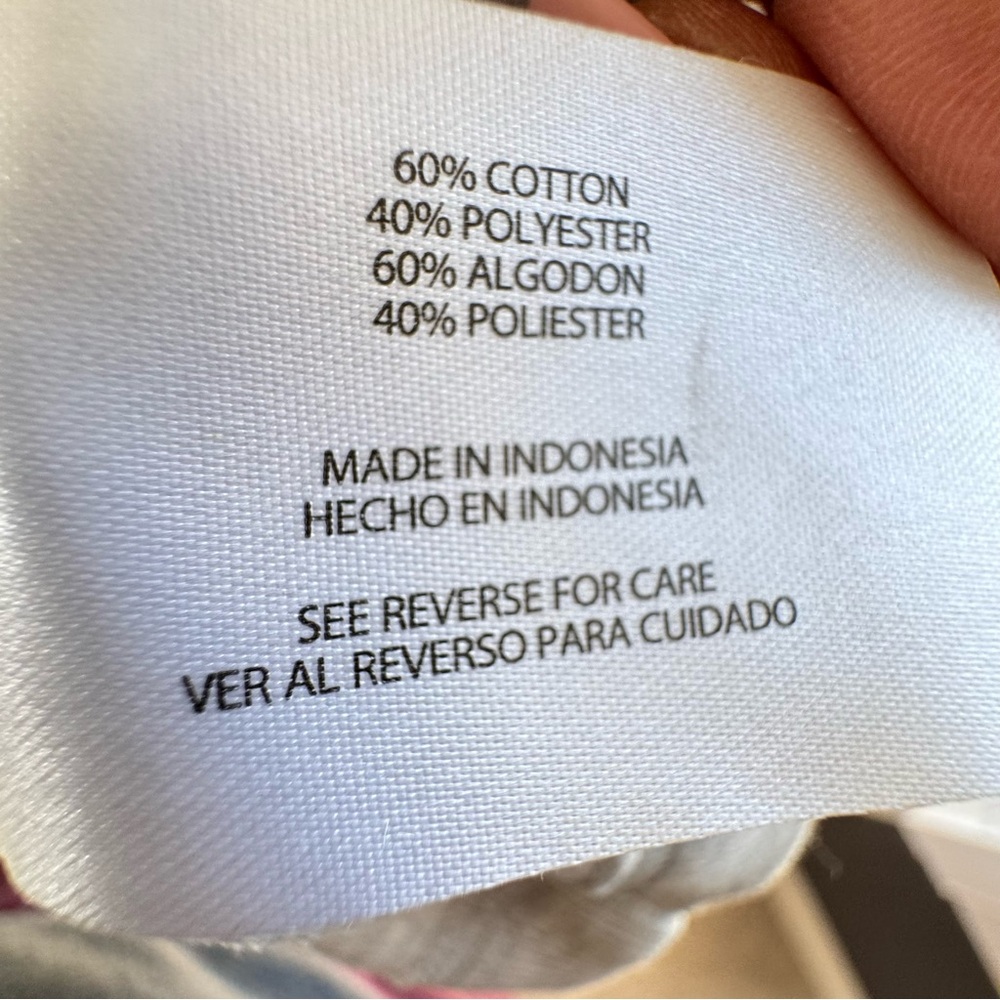 60% COTTON
40% POLYESTER
60% ALGODON
40% POLIESTER
MADE IN INDONESIA
HECHO EN INDONESIA
SEE REVERSE FOR CARE
VER AL REVERSO PARA CUIDADO